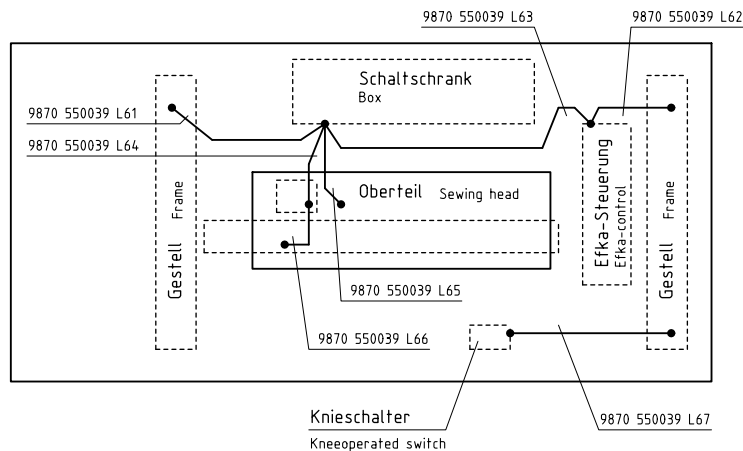 9870 550039 L63
9870 550039 L62
Schaltschrank
Box
9870 550039 L61
9870 550039 L64
Oberteil Sewing head
Gestell Frame
Efka-Steuerung
Efka-control
Gestell Frame
9870 550039 L65
9870 550039 L66
Knieschalter
Kneeoperated switch
9870 550039 L67